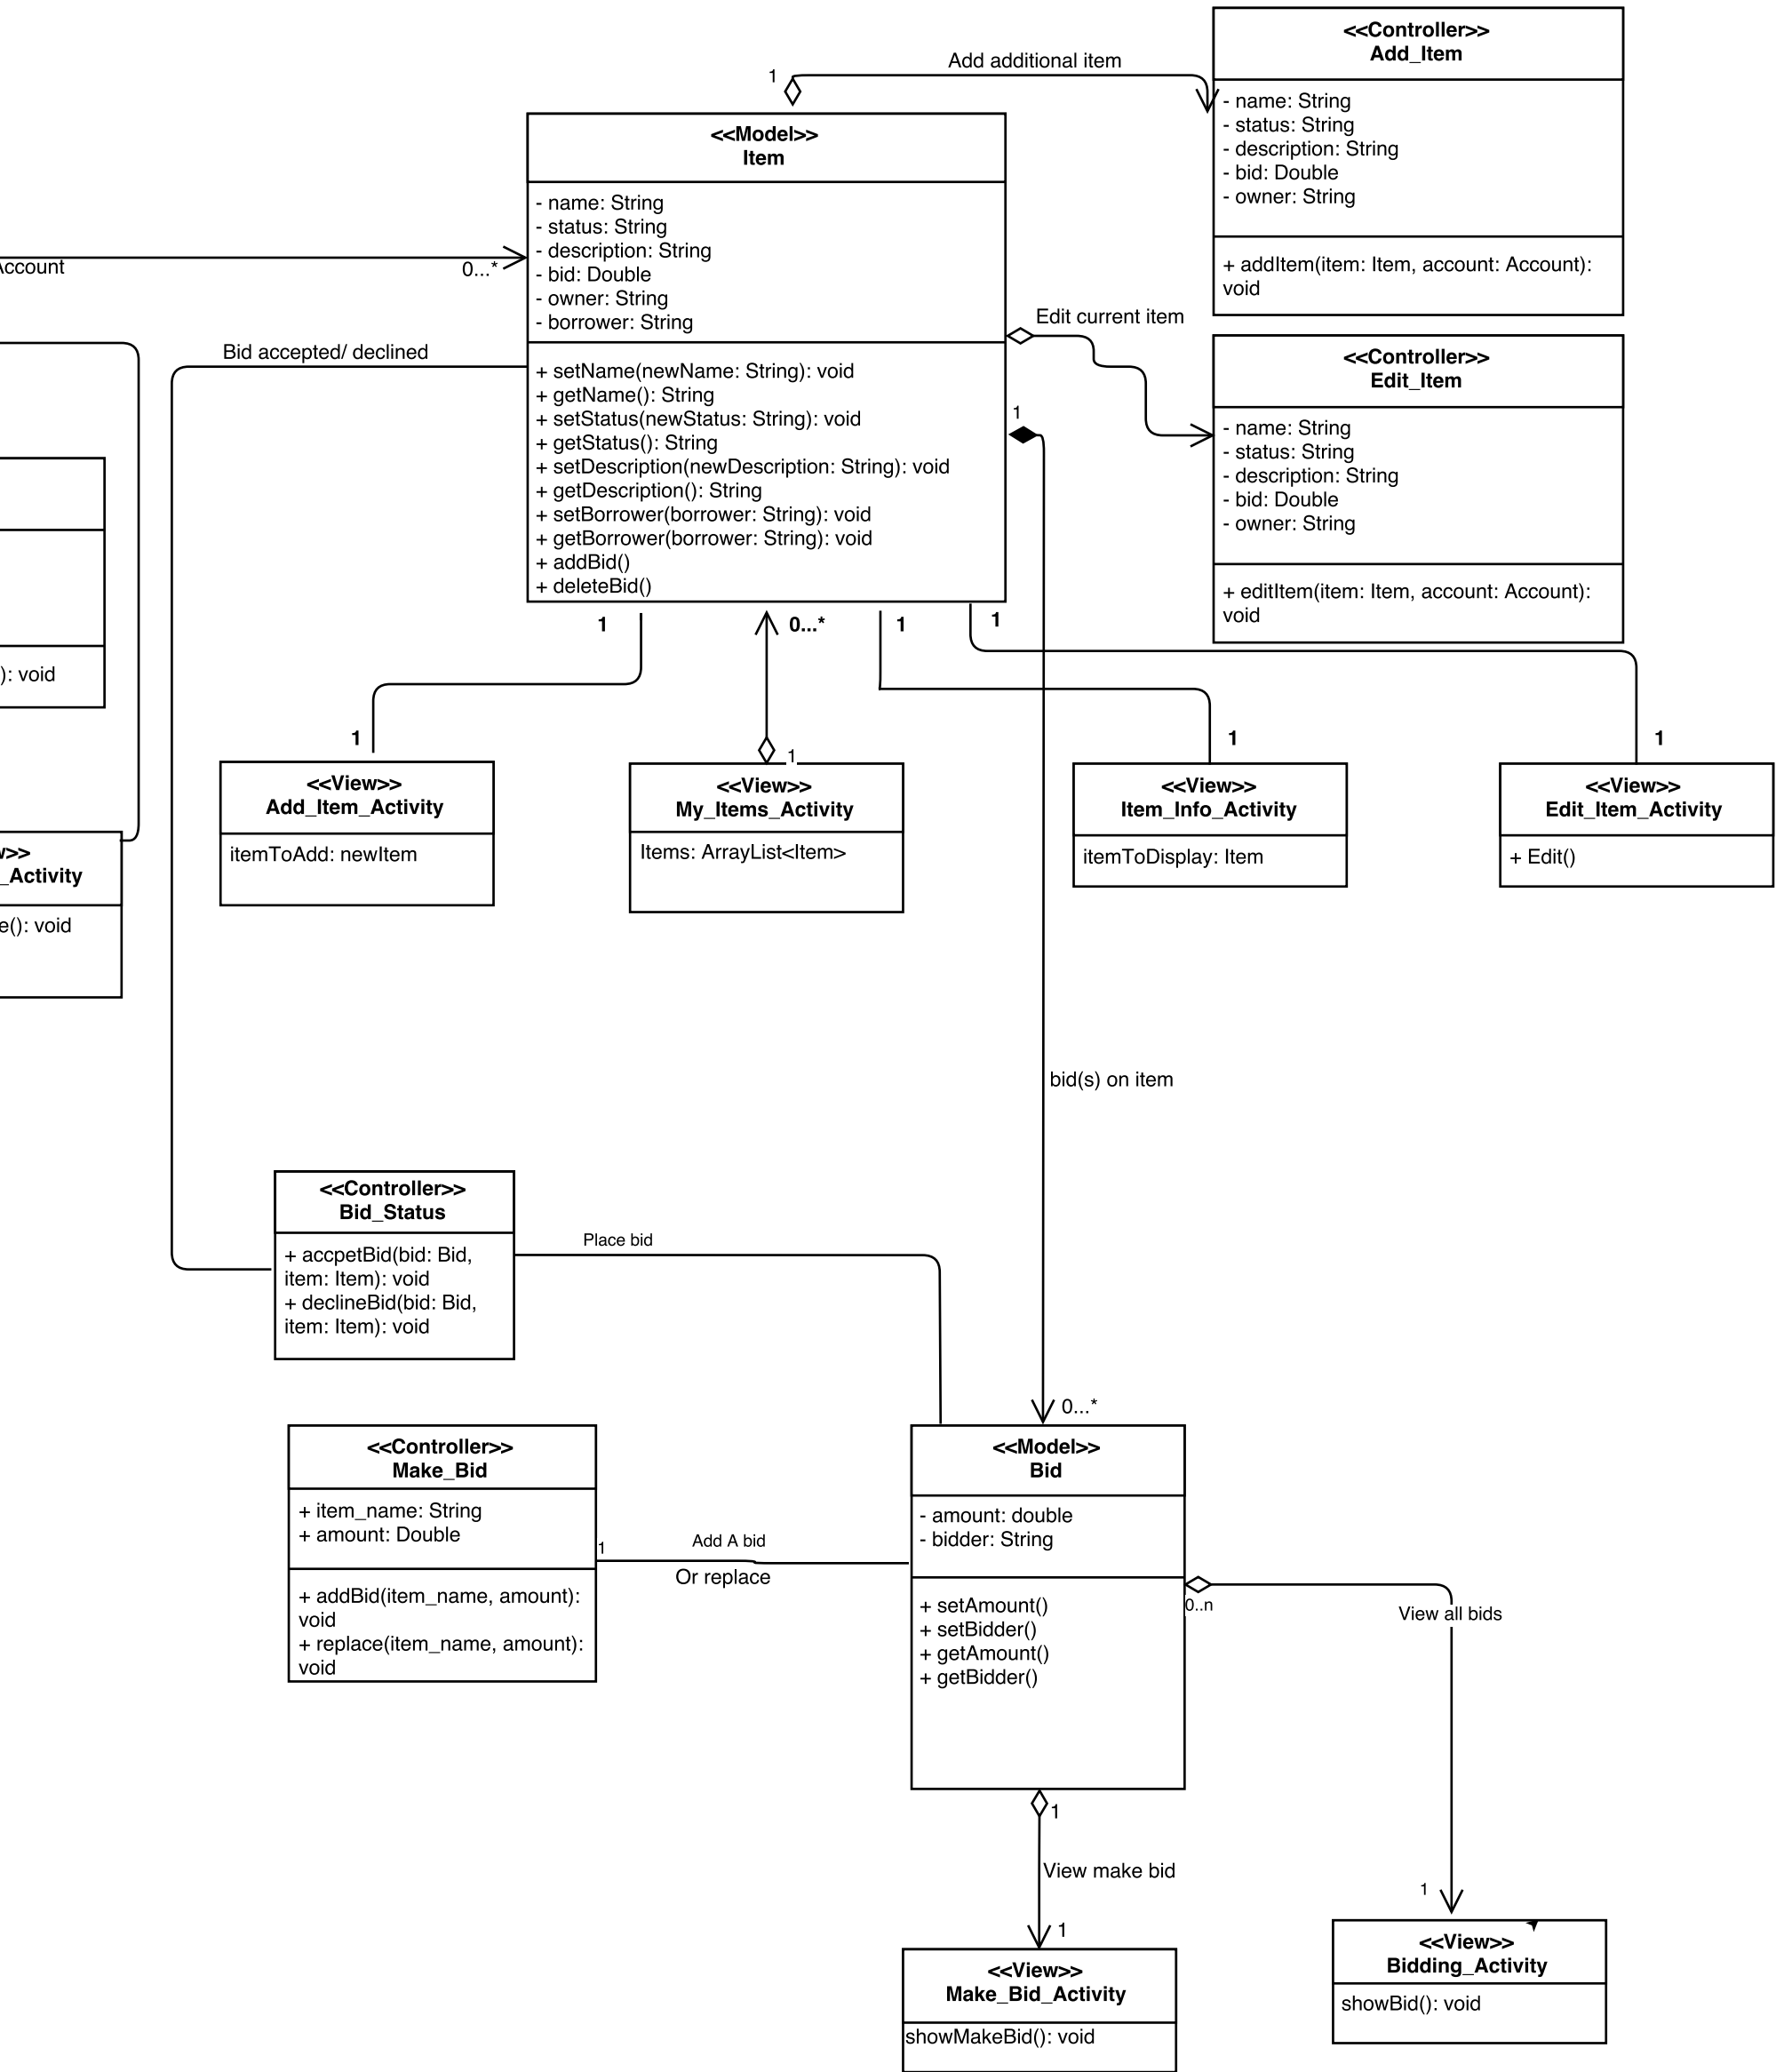 <<Controller>>
Add_Item
- name: String
- status: String
- description: String
- bid: Double
- owner: String
+ addItem(item: Item, account: Account):
void
Add additional item
1
<<Model>>
Item
- name: String
- status: String
- description: String
- bid: Double
- owner: String
- borrower: String
+ setName(newName: String): void
+ getName(): String
+ setStatus(newStatus: String): void
+ getStatus(): String
+ setDescription(newDescription: String): void
+ getDescription(): String
+ setBorrower(borrower: String): void
+ getBorrower(borrower: String): void
+ addBid()
+ deleteBid()
Account
0...*
Bid accepted/ declined
Edit current item
1
<<Controller>>
Edit_Item
- name: String
- status: String
- description: String
- bid: Double
- owner: String
+ editItem(item: Item, account: Account):
void
): void
1
0...*
1
1
1
1
1
1
<<View>>
Add_Item_Activity
itemToAdd: newItem
<<View>>
My_Items_Activity
Items: ArrayList<Item>
<<View>>
Item_Info_Activity
itemToDisplay: Item
<<View>>
Edit_Item_Activity
+ Edit()
>>
_Activity
e(): void
bid(s) on item
<<Controller>>
Bid_Status
+ accpetBid(bid: Bid,
item: Item): void
+ declineBid(bid: Bid,
item: Item): void
Place bid
0...*
<<Controller>>
Make_Bid
+ item_name: String
+ amount: Double
+ addBid(item_name, amount):
void
+ replace(item_name, amount):
void
1
Add A bid
Or replace
<<Model>>
Bid
- amount: double
- bidder: String
+ setAmount()
+ setBidder()
+ getAmount()
+ getBidder()
0..n
View all bids
1
View make bid
1
1
<<View>>
Make_Bid_Activity
showMakeBid(): void
<<View>>
Bidding_Activity
showBid(): void